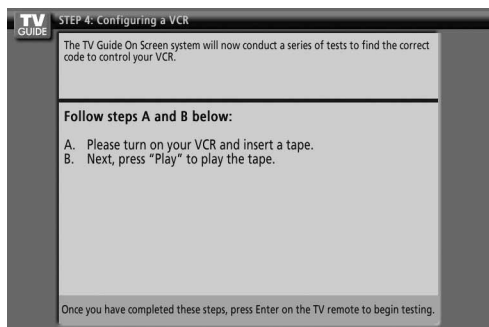 TV
GUIDE
STEP 4: Configuring a VCR
The TV Guide On Screen system will now conduct a series of tests to find the correct
code to control your VCR.
Follow steps A and B below:
A. Please turn on your VCR and insert a tape.
B. Next, press “Play” to play the tape.
Once you have completed these steps, press Enter on the TV remote to begin testing.